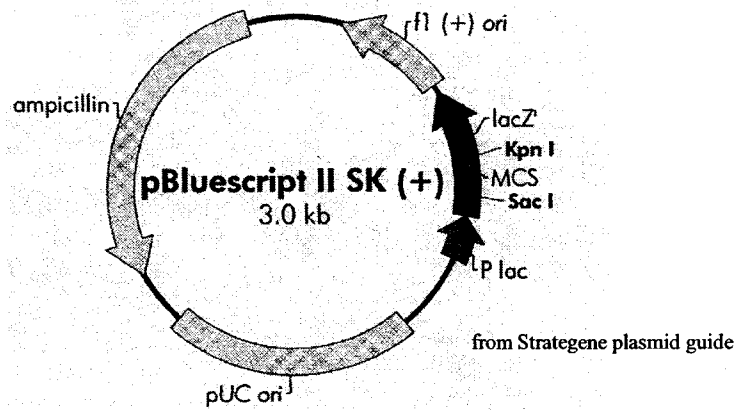 f1 (+) ori
ampicillin
lacZ'
Kpn I
pBluescript II SK (+)
MCS
3.0 kb
Sac I
P lac
from Strategene plasmid guide
pUC ori